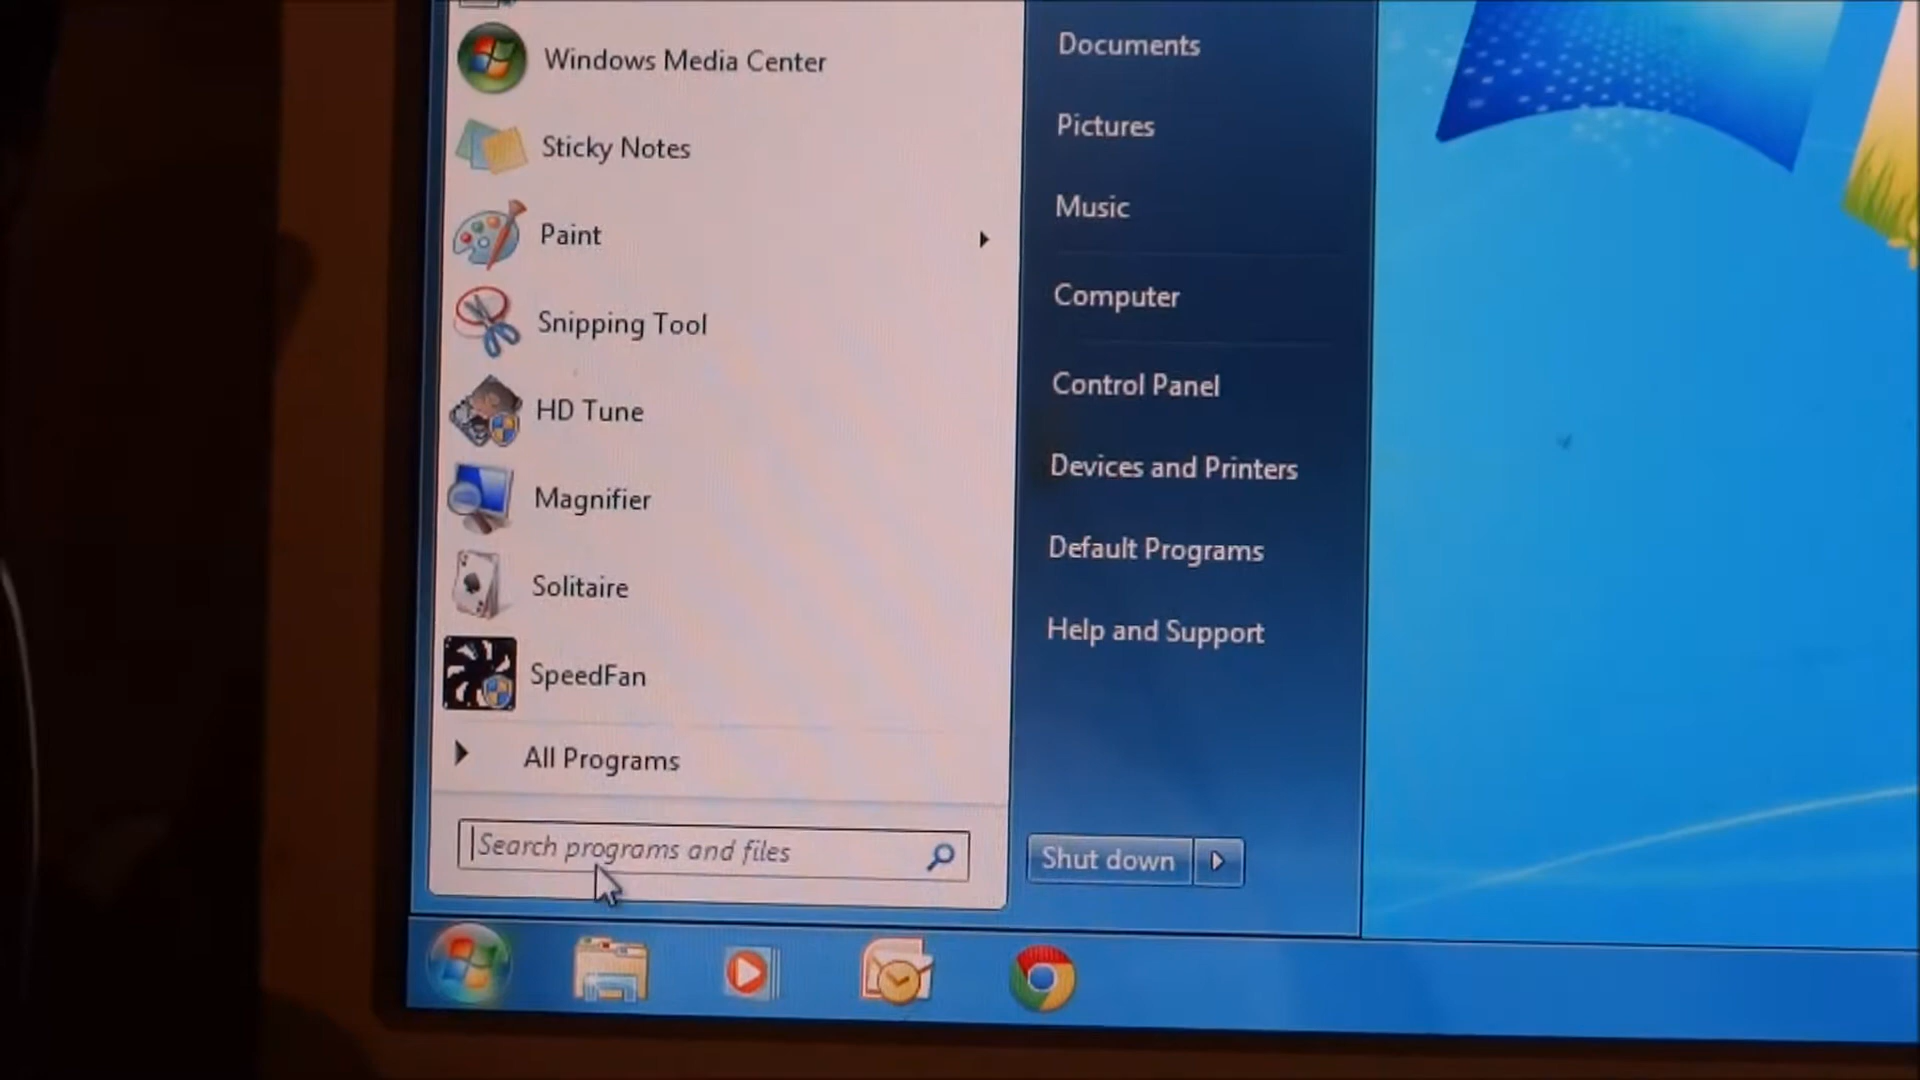 Windows Media Center
Sticky Notes
Paint
Snipping Tool
HD Tune
Magnifier
Solitaire
SpeedFan
All Programs
Search programs and files
Documents
Pictures
Music
Computer
Control Panel
Devices and Printers
Default Programs
Help and Support
Shut down